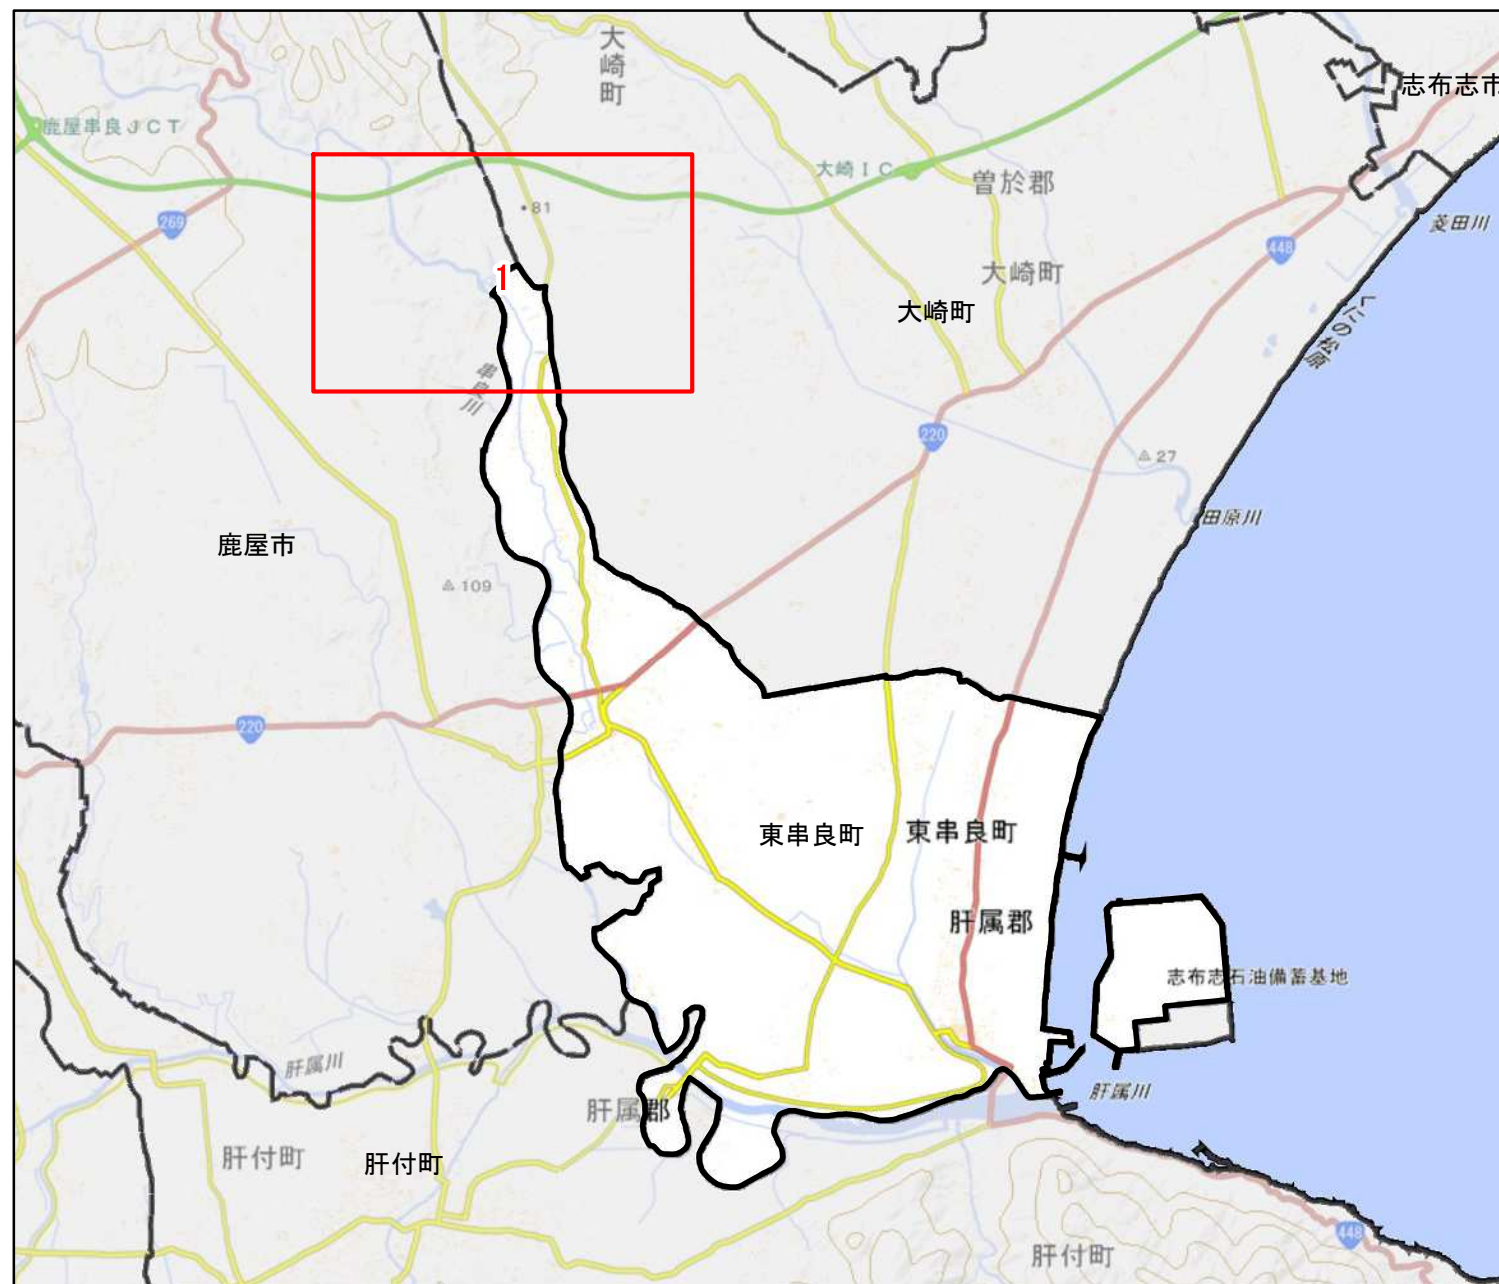 大崎町
志布志市
鹿屋串良JCT
大崎IC
曽於郡
81
269
菱田川
448
大崎町
1
大崎町
くにの松原
串良川
220
27
田原川
鹿屋市
109
220
東串良町
東串良町
肝属郡
志布志石油備蓄基地
肝属川
肝属川
肝属郡
肝付町
肝付町
448
肝付町